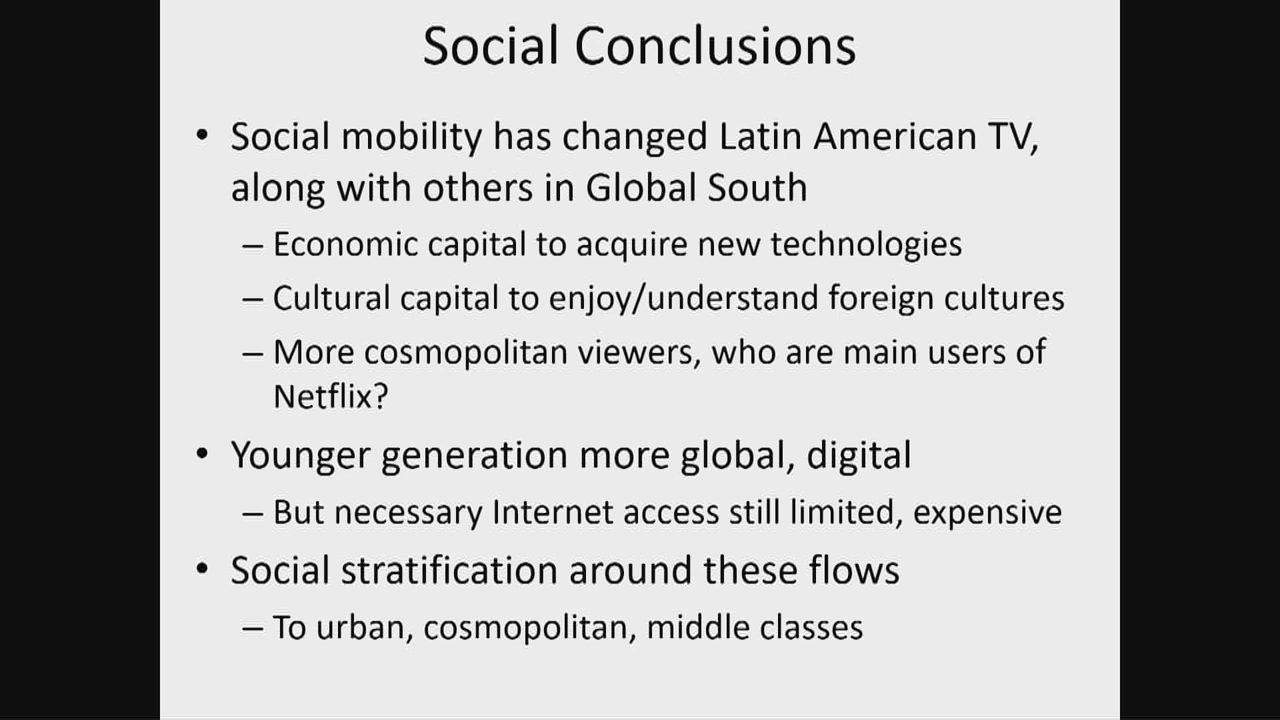 Social Conclusions
• Social mobility has changed Latin American TV,
along with others in Global South
– Economic capital to acquire new technologies
– Cultural capital to enjoy/understand foreign cultures
– More cosmopolitan viewers, who are main users of
Netflix?
• Younger generation more global, digital
– But necessary Internet access still limited, expensive
• Social stratification around these flows
– To urban, cosmopolitan, middle classes